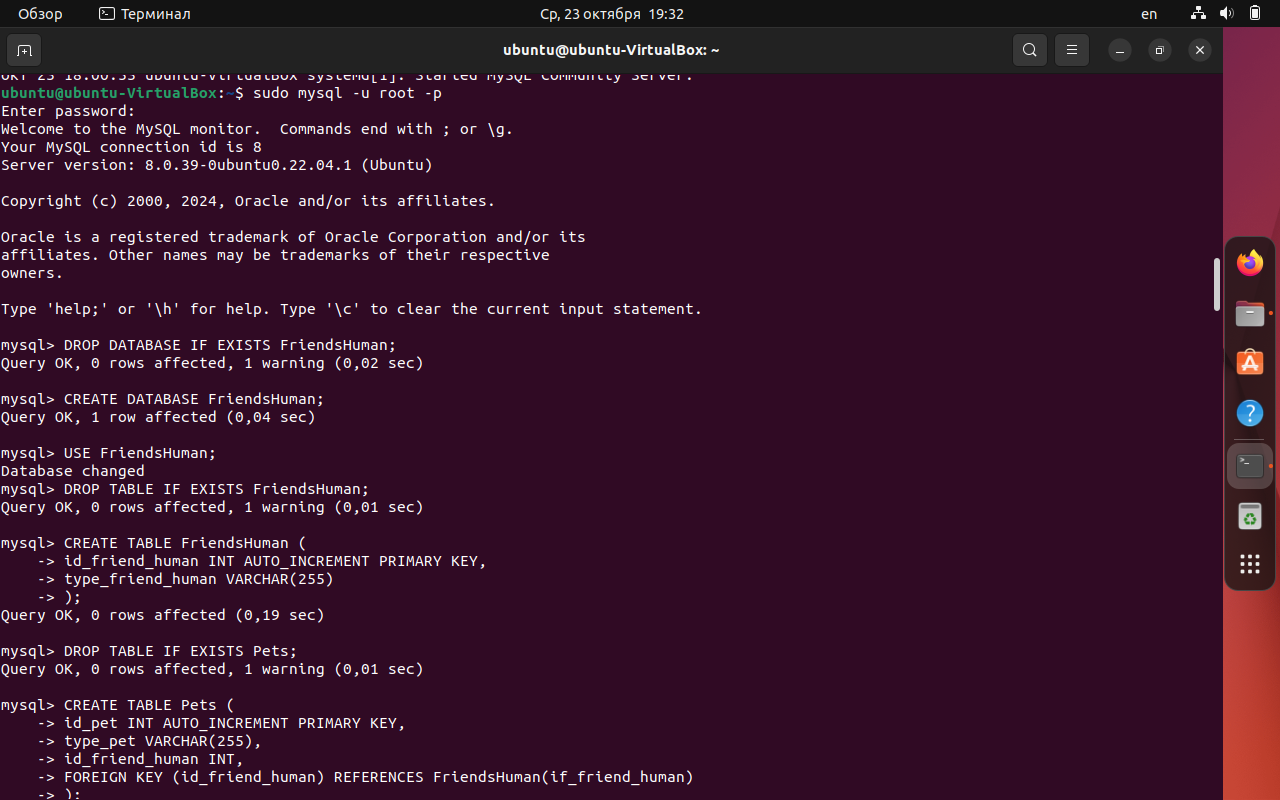 Обзор
Терминал
Ср, 23 октября 19:32
en
ubuntu@ubuntu-VirtualBox: ~
окт 23 18:00:33 ubuntu-VirtualBox systemd[1]: Started MySQL Community Server.
ubuntu@ubuntu-VirtualBox:~$ sudo mysql -u root -p
Enter password:
Welcome to the MySQL monitor.  Commands end with ; or \g.
Your MySQL connection id is 8
Server version: 8.0.39-0ubuntu0.22.04.1 (Ubuntu)
Copyright (c) 2000, 2024, Oracle and/or its affiliates.
Oracle is a registered trademark of Oracle Corporation and/or its
affiliates. Other names may be trademarks of their respective
owners.
Type 'help;' or '\h' for help. Type '\c' to clear the current input statement.
mysql> DROP DATABASE IF EXISTS FriendsHuman;
Query OK, 0 rows affected, 1 warning (0,02 sec)
mysql> CREATE DATABASE FriendsHuman;
Query OK, 1 row affected (0,04 sec)
mysql> USE FriendsHuman;
Database changed
mysql> DROP TABLE IF EXISTS FriendsHuman;
Query OK, 0 rows affected, 1 warning (0,01 sec)
mysql> CREATE TABLE FriendsHuman (
    -> id_friend_human INT AUTO_INCREMENT PRIMARY KEY,
    -> type_friend_human VARCHAR(255)
    -> );
Query OK, 0 rows affected (0,19 sec)
mysql> DROP TABLE IF EXISTS Pets;
Query OK, 0 rows affected, 1 warning (0,01 sec)
mysql> CREATE TABLE Pets (
    -> id_pet INT AUTO_INCREMENT PRIMARY KEY,
    -> type_pet VARCHAR(255),
    -> id_friend_human INT,
    -> FOREIGN KEY (id_friend_human) REFERENCES FriendsHuman(if_friend_human)
    -> );